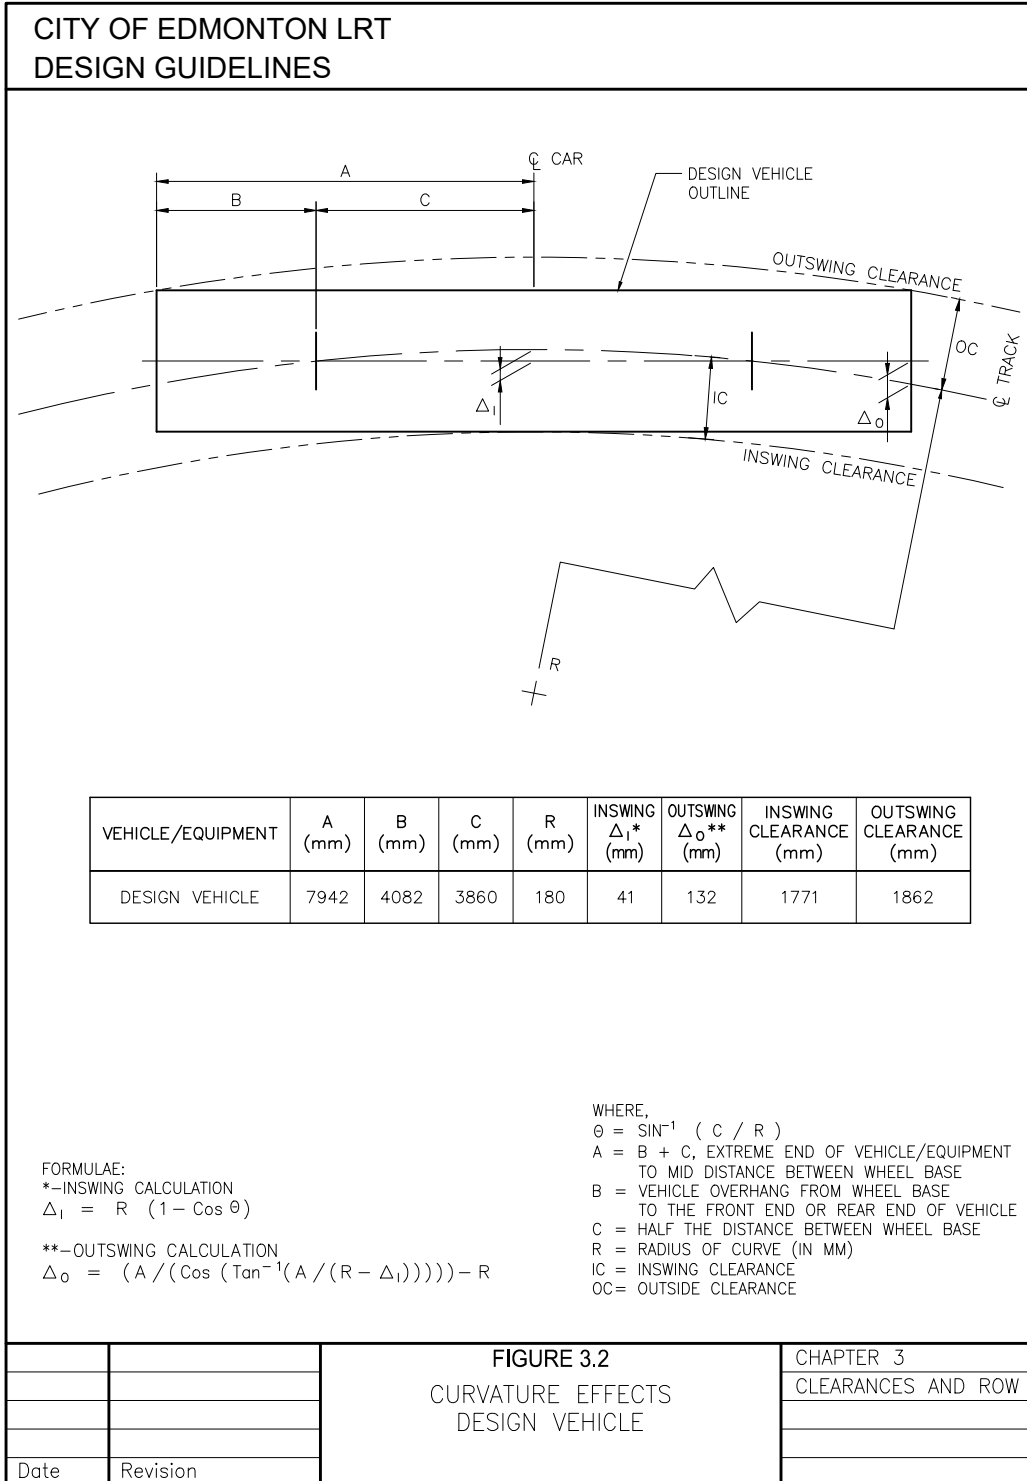 CITY OF EDMONTON LRT
DESIGN GUIDELINES
℄ CAR
A
DESIGN VEHICLE
OUTLINE
B
C
OUTSWING CLEARANCE
OC
℄ TRACK
IC
ΔI
ΔO
INSWING CLEARANCE
R
VEHICLE/EQUIPMENT A (mm) B (mm) C (mm) R (mm) INSWING ΔI* (mm) OUTSWING ΔO** (mm) INSWING CLEARANCE (mm) OUTSWING CLEARANCE (mm)
DESIGN VEHICLE 7942 4082 3860 180 41 132 1771 1862
FORMULAE:
*-INSWING CALCULATION
ΔI = R (1-Cos θ)
**-OUTSWING CALCULATION
ΔO = (A/(Cos (Tan⁻¹(A/(R - ΔI)))))-R
WHERE,
θ = SIN⁻¹ ( C / R )
A = B + C, EXTREME END OF VEHICLE/EQUIPMENT
TO MID DISTANCE BETWEEN WHEEL BASE
B = VEHICLE OVERHANG FROM WHEEL BASE
TO THE FRONT END OR REAR END OF VEHICLE
C = HALF THE DISTANCE BETWEEN WHEEL BASE
R = RADIUS OF CURVE (IN MM)
IC = INSWING CLEARANCE
OC= OUTSIDE CLEARANCE
Date Revision
FIGURE 3.2
CURVATURE EFFECTS
DESIGN VEHICLE
CHAPTER 3
CLEARANCES AND ROW